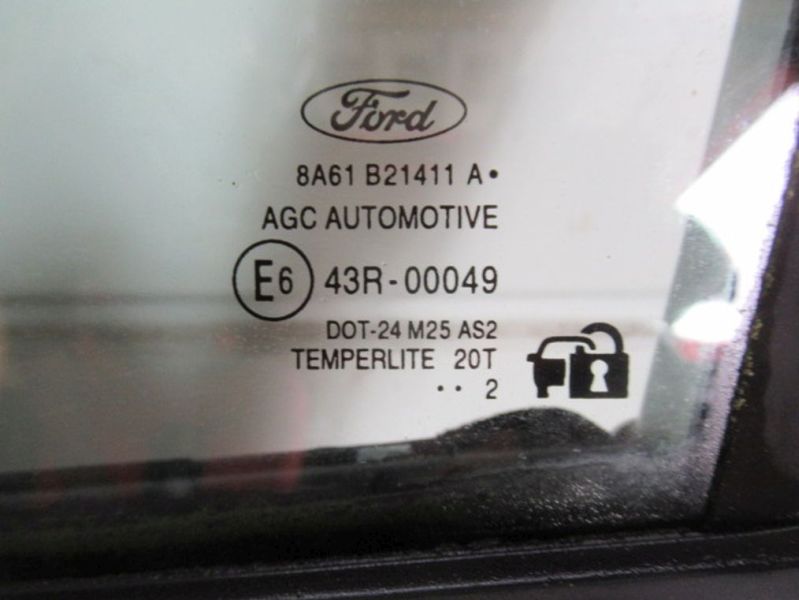 Ford
8A61 B21411 A•
AGC AUTOMOTIVE
E6 43R-00049
DOT-24 M25 AS2
TEMPERLITE 20T
•• 2